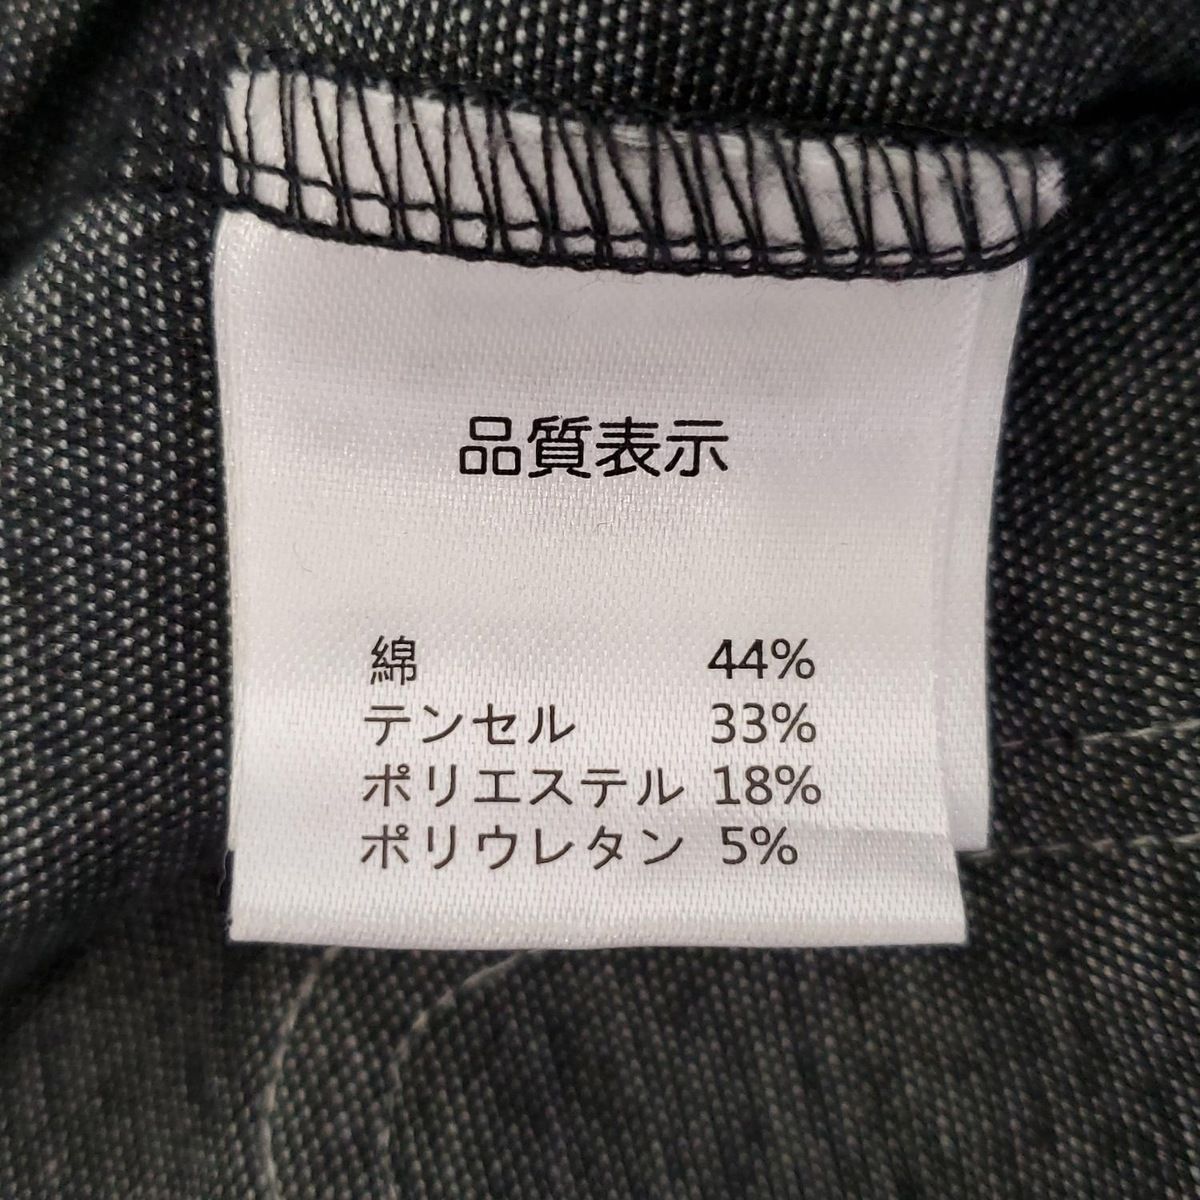 品質表示
綿 44%
テンセル 33%
ポリエステル 18%
ポリウレタン 5%